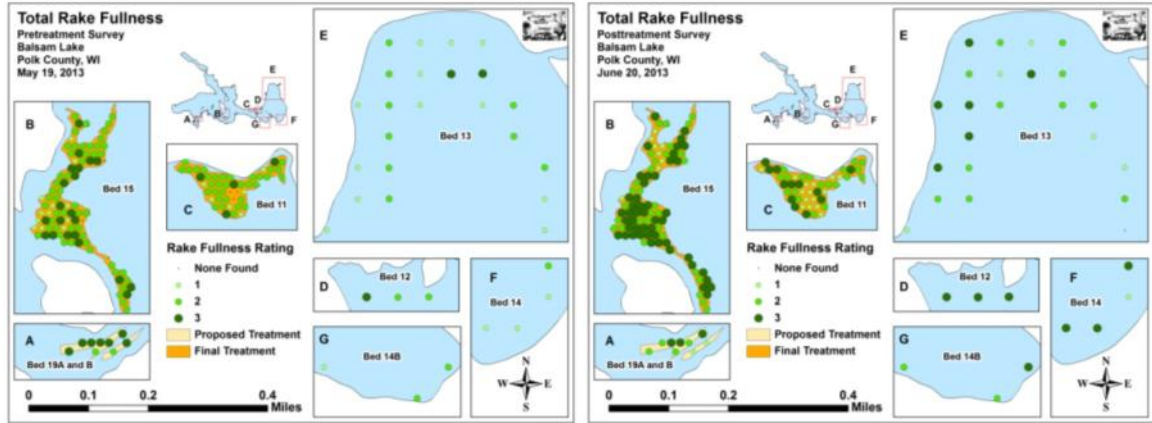 Total Rake Fullness
Pretreatment Survey
Balsam Lake
Polk County, WI
May 19, 2013
E
D
C
B
A
G
F
E
Bed 13
B
Bed 15
C
Bed 11
Rake Fullness Rating
None Found
1
2
3
Proposed Treatment
Final Treatment
A
Bed 19A and B
D
Bed 12
F
Bed 14
G
Bed 14B
N
W E
S
0 0.1 0.2 0.4
Miles
Total Rake Fullness
Posttreatment Survey
Balsam Lake
Polk County, WI
June 20, 2013
E
D
C
B
A
G
F
E
Bed 13
B
Bed 15
C
Bed 11
Rake Fullness Rating
None Found
1
2
3
Proposed Treatment
Final Treatment
A
Bed 19A and B
D
Bed 12
F
Bed 14
G
Bed 14B
N
W E
S
0 0.1 0.2 0.4
Miles